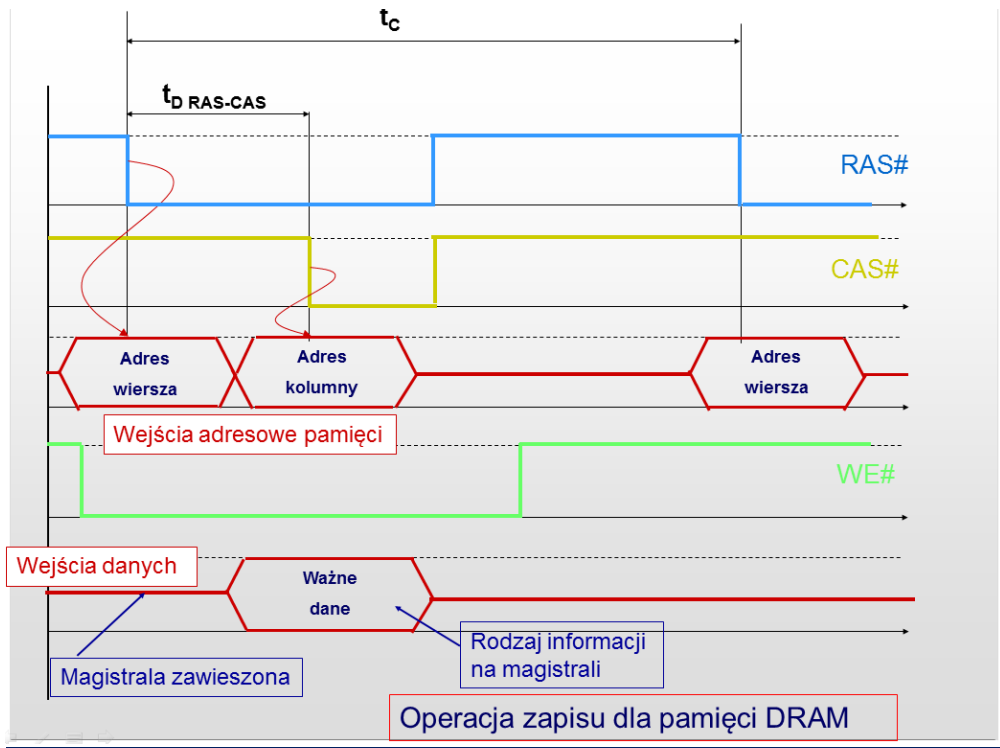 tC
tD RAS-CAS
RAS#
CAS#
Adres
wiersza
Adres
kolumny
Adres
wiersza
Wejścia adresowe pamięci
WE#
Wejścia danych
Ważne
dane
Rodzaj informacji
na magistrali
Magistrala zawieszona
Operacja zapisu dla pamięci DRAM